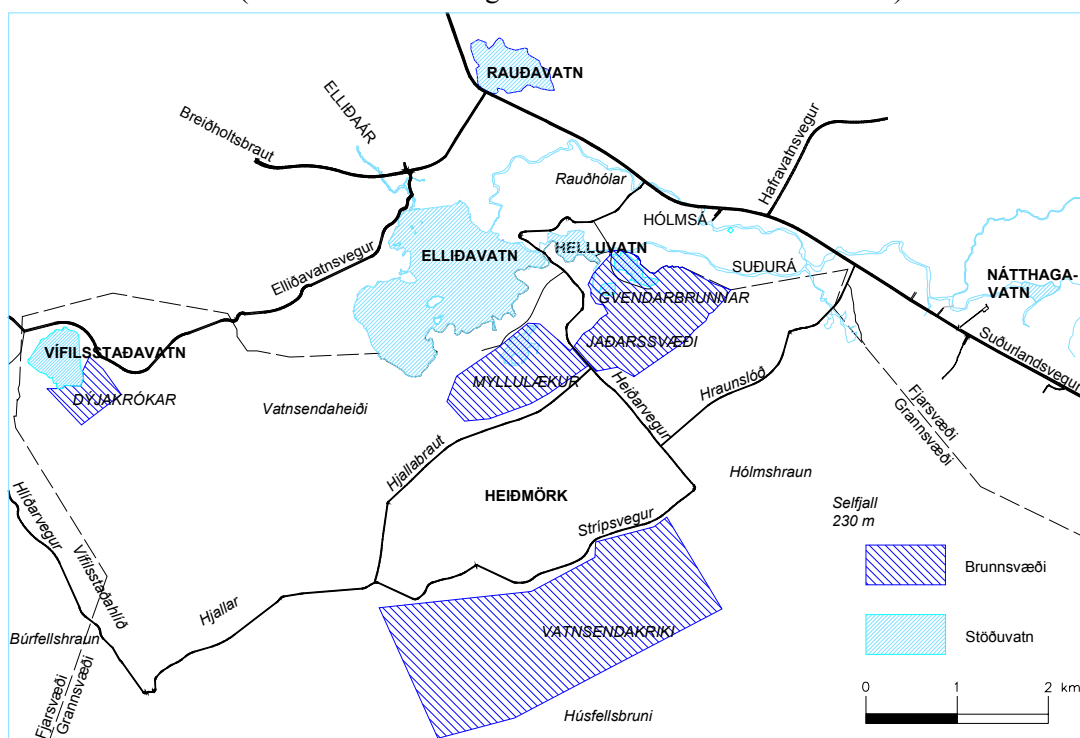 RAUÐAVATN
ELLIÐAÁR
Breiðholtsbraut
Hafravatnsvegur
Rauðhólar
HÓLMSÁ
ELLIÐAVATN
HELLUVATN
SUÐURÁ
Elliðavatnsvegur
NÁTTHAGA-
VATN
GVENDARBRUNNAR
JAÐARSSVÆÐI
Suðurlandsvegur
VÍFILSSTAÐAVATN
DÝJAKRÓKAR
MYLLULÆKUR
Vatnsendaheiði
Heiðarvegur
Hraunslóð
Fjarsvæði
Grannsvæði
Hjallabraut
Hólmshraun
HEIÐMÖRK
Hlíðarvegur
Strípsvegur
Selfjall
230 m
Vífilsstaðahlíð
Brunnsvæði
Hjallar
Búrfellshraun
VATNSENDAKRIKI
Stöðuvatn
Fjarsvæði
Grannsvæði
Húsfellsbruni
0 1 2 km